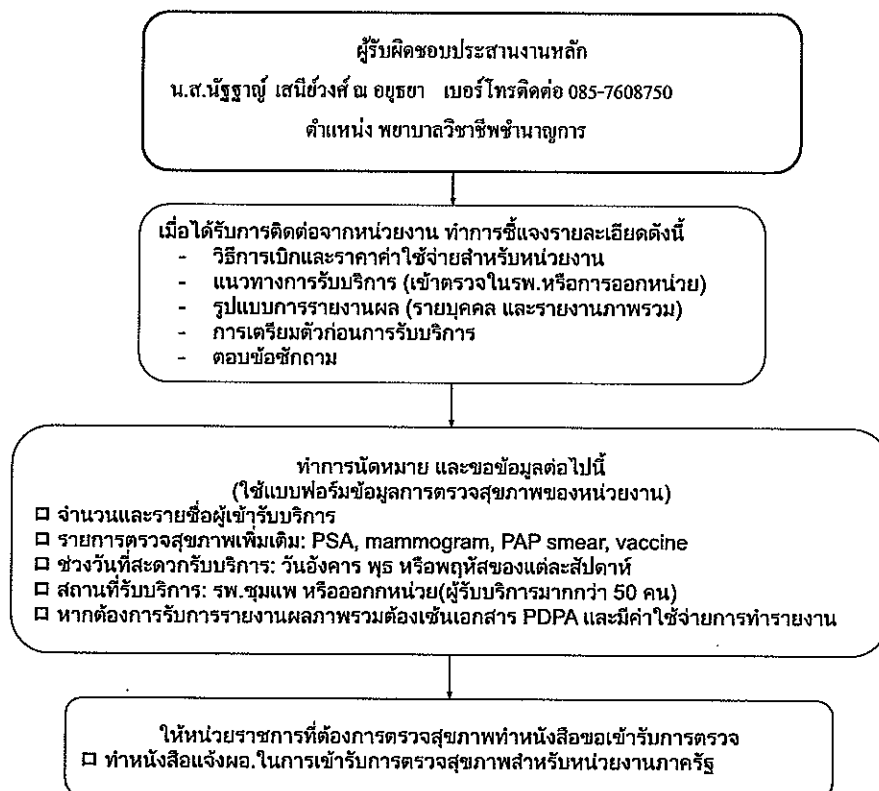 ผู้รับผิดชอบประสานงานหลัก
น.ส.นัฐฐาญ์ เสนีย์วงศ์ ณ อยุธยา เบอร์โทรติดต่อ 085-7608750
ตำแหน่ง พยาบาลวิชาชีพชำนาญการ
เมื่อได้รับการติดต่อจากหน่วยงาน ทำการชี้แจงรายละเอียดดังนี้
- วิธีการเบิกและราคาค่าใช้จ่ายสำหรับหน่วยงาน
- แนวทางการรับบริการ (เข้าตรวจในรพ.หรือการออกหน่วย)
- รูปแบบการรายงานผล (รายบุคคล และรายงานภาพรวม)
- การเตรียมตัวก่อนการรับบริการ
- ตอบข้อซักถาม
ทำการนัดหมาย และขอข้อมูลต่อไปนี้
(ใช้แบบฟอร์มข้อมูลการตรวจสุขภาพของหน่วยงาน)
□ จำนวนและรายชื่อผู้เข้ารับบริการ
□ รายการตรวจสุขภาพเพิ่มเติม: PSA, mammogram, PAP smear, vaccine
□ ช่วงวันที่สะดวกรับบริการ: วันอังคาร พุธ หรือพฤหัสของแต่ละสัปดาห์
□ สถานที่รับบริการ: รพ.ชุมแพ หรือออกกหน่วย(ผู้รับบริการมากกว่า 50 คน)
□ หากต้องการรับการรายงานผลภาพรวมต้องเซ้นเอกสาร PDPA และมีค่าใช้จ่ายการทำรายงาน
ให้หน่วยราชการที่ต้องการตรวจสุขภาพทำหนังสือขอเข้ารับการตรวจ
□ ทำหนังสือแจ้งผอ.ในการเข้ารับการตรวจสุขภาพสำหรับหน่วยงานภาครัฐ